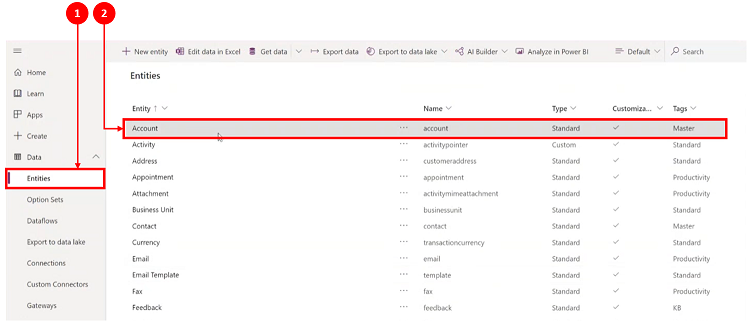 1 2
New entity Edit data in Excel Get data Export data Export to data lake AI Builder Analyze in Power BI Default Search
Home
Learn
Apps
Create
Data
Entities
Option Sets
Dataflows
Export to data lake
Connections
Custom Connectors
Gateways
Entities
Entity Name Type Customiza... Tags
Account ... account Standard Master
Activity ... activitypointer Custom Standard
Address ... customeraddress Standard Standard
Appointment ... appointment Standard Productivity
Attachment ... activitymimeattachment Standard Productivity
Business Unit ... businessunit Standard Standard
Contact ... contact Standard Master
Currency ... transactioncurrency Standard Standard
Email ... email Standard Productivity
Email Template ... template Standard Standard
Fax ... fax Standard Productivity
Feedback ... feedback Standard KB